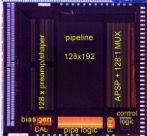 128 x preamp/shaper
pipeline
128x192
APSP + 128:1 MUX
bias gen
CAL
pipe logic
control
logic